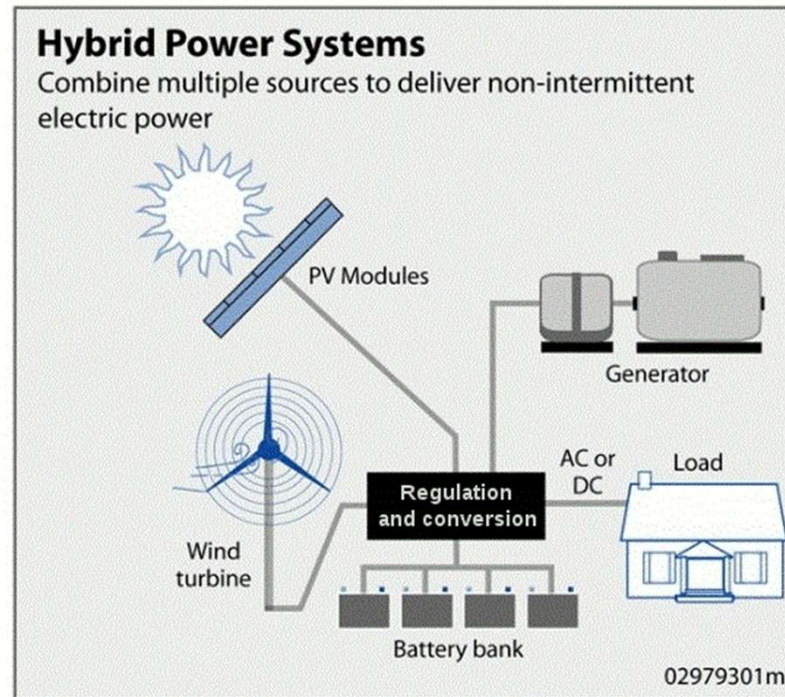 Hybrid Power Systems
Combine multiple sources to deliver non-intermittent
electric power
PV Modules
Generator
AC or
DC
Load
Regulation
and conversion
Wind
turbine
Battery bank
02979301m